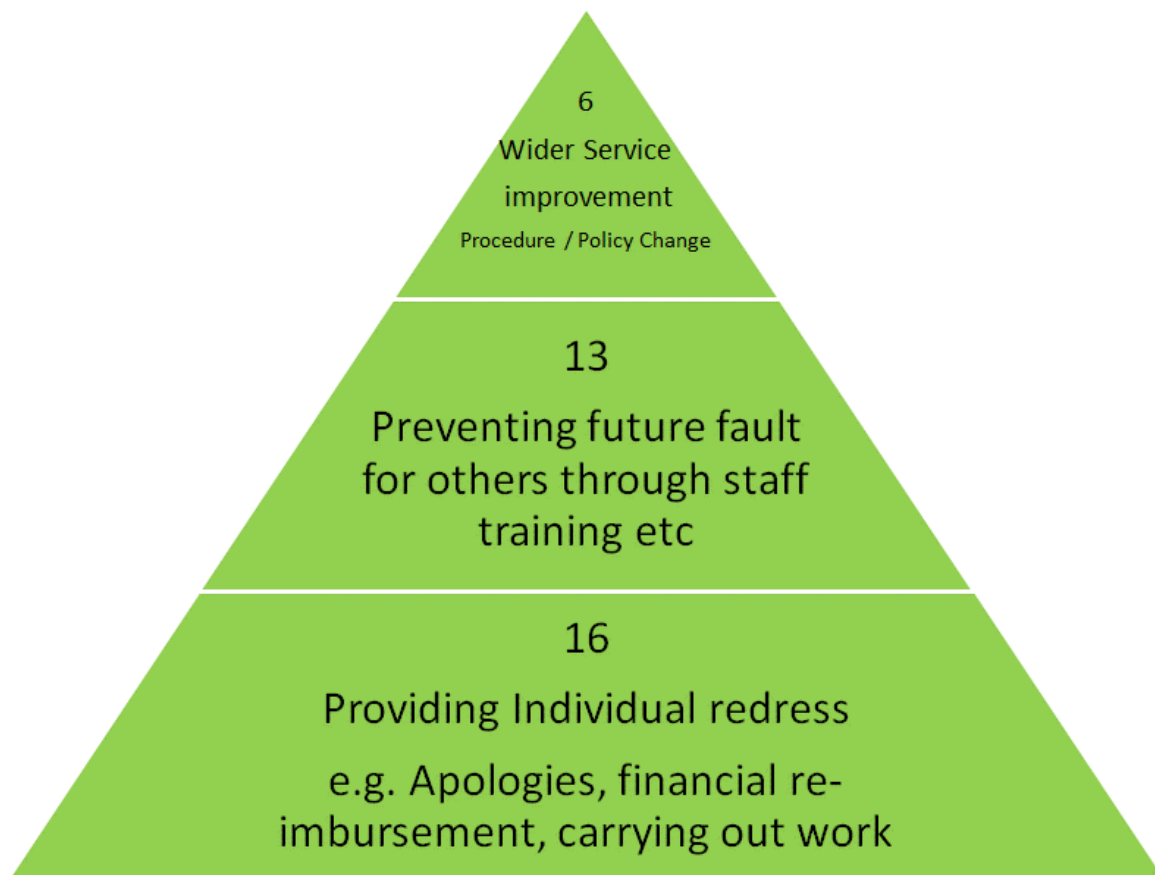 6
Wider Service
improvement
Procedure / Policy Change
13
Preventing future fault
for others through staff
training etc
16
Providing Individual redress
e.g. Apologies, financial re-
imbursement, carrying out work